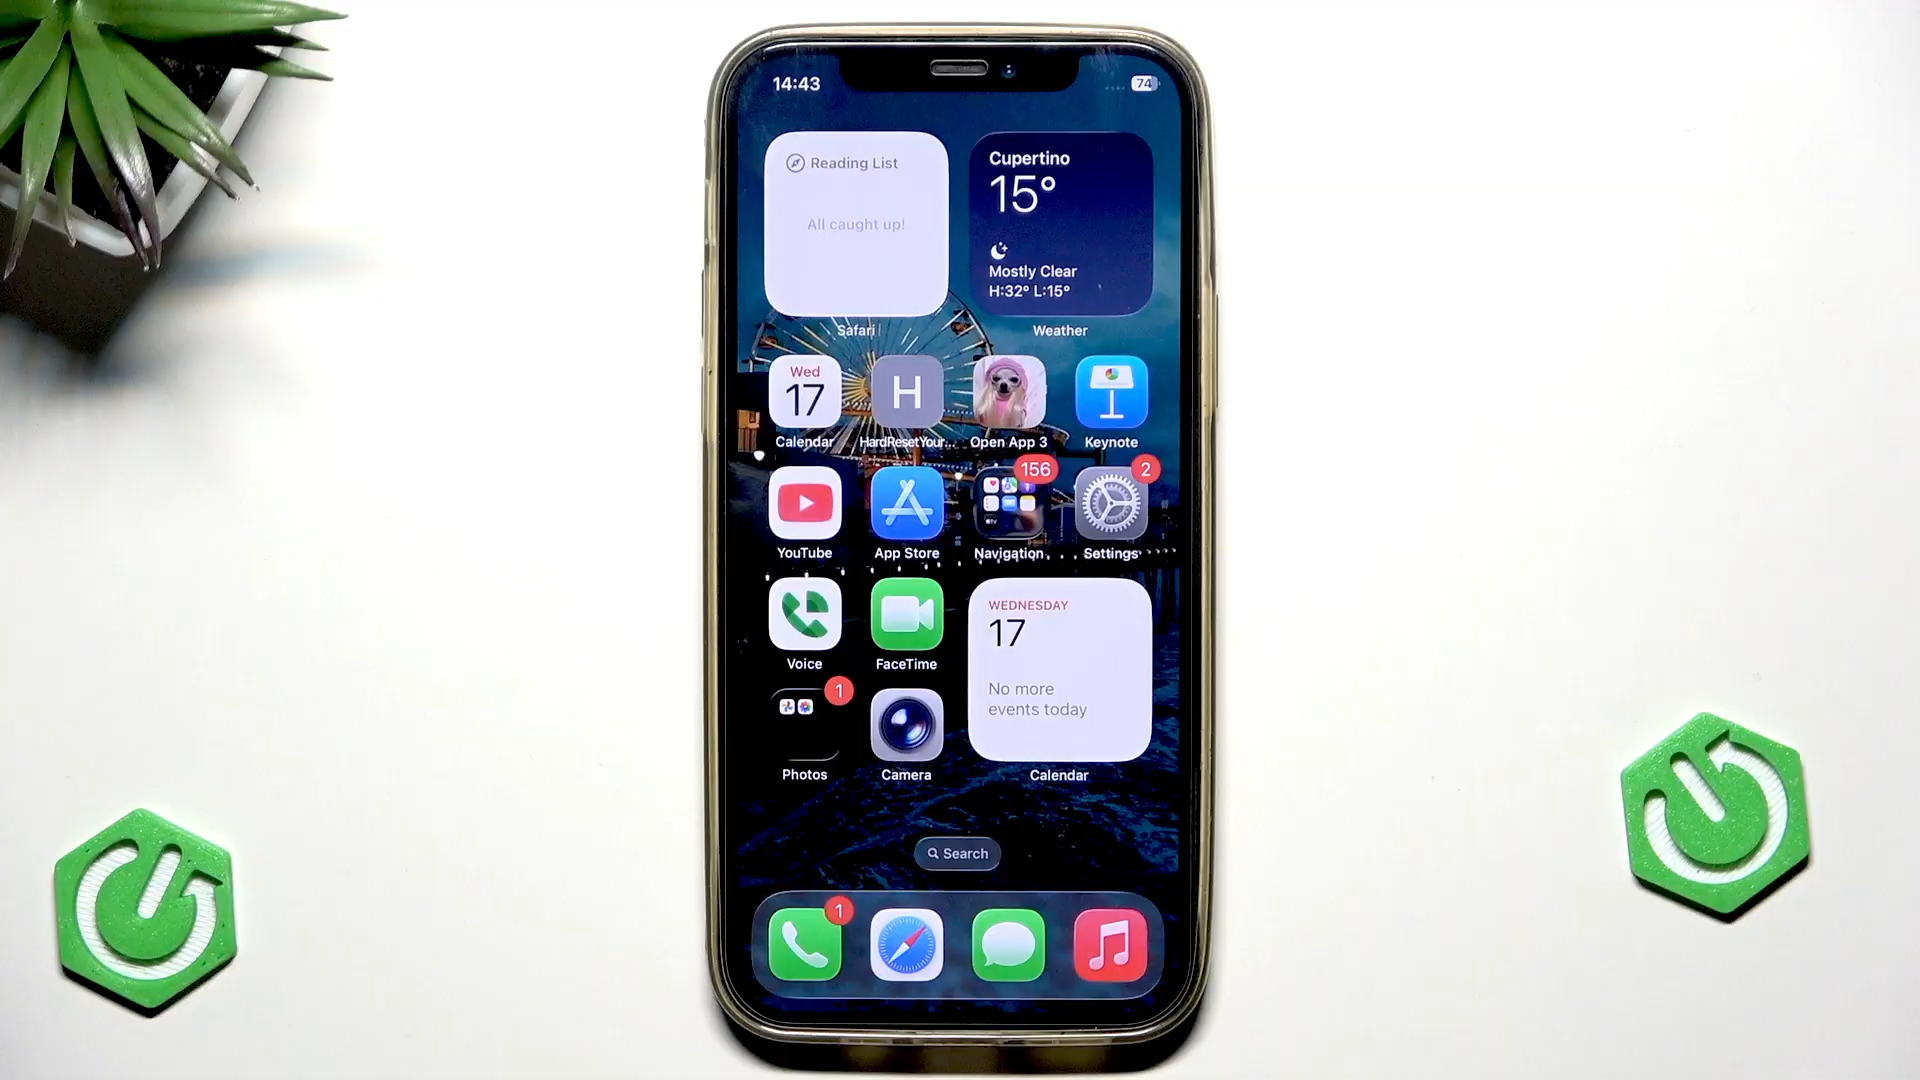 14:43
74
Reading List
All caught up!
Safari
Cupertino
15°
Mostly Clear
H:32° L:15°
Weather
Wed
17
Calendar
H
HardResetYour...
Open App 3
Keynote
YouTube
App Store
156
Navigation
2
Settings
Voice
FaceTime
WEDNESDAY
17
No more
events today
Calendar
1
Photos
Camera
Search
1